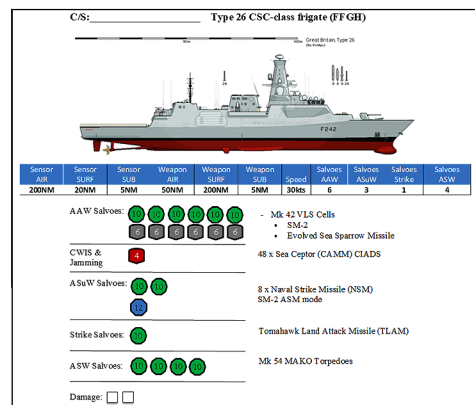 C/S: Type 26 CSC-class frigate (FFGH)
50m
100m
Great Britain, Type 26
F242
Sensor AIR Sensor SURF Sensor SUB Weapon AIR Weapon SURF Weapon SUB Speed Salvoes AAW Salvoes ASuW Salvoes Strike Salvoes ASW
200NM 20NM 5NM 50NM 200NM 5NM 30kts 6 3 1 4
AAW Salvoes: 10 10 10 10 10 10
6 6 6 6 6 6
- Mk 42 VLS Cells
• SM-2
• Evolved Sea Sparrow Missile
CWIS & Jamming 4
48 x Sea Ceptor (CAMM) CIADS
ASuW Salvoes: 10 10
12
8 x Naval Strike Missile (NSM)
SM-2 ASM mode
Strike Salvoes: 10
Tomahawk Land Attack Missile (TLAM)
ASW Salvoes: 10 10 10 10
Mk 54 MAKO Torpedoes
Damage: